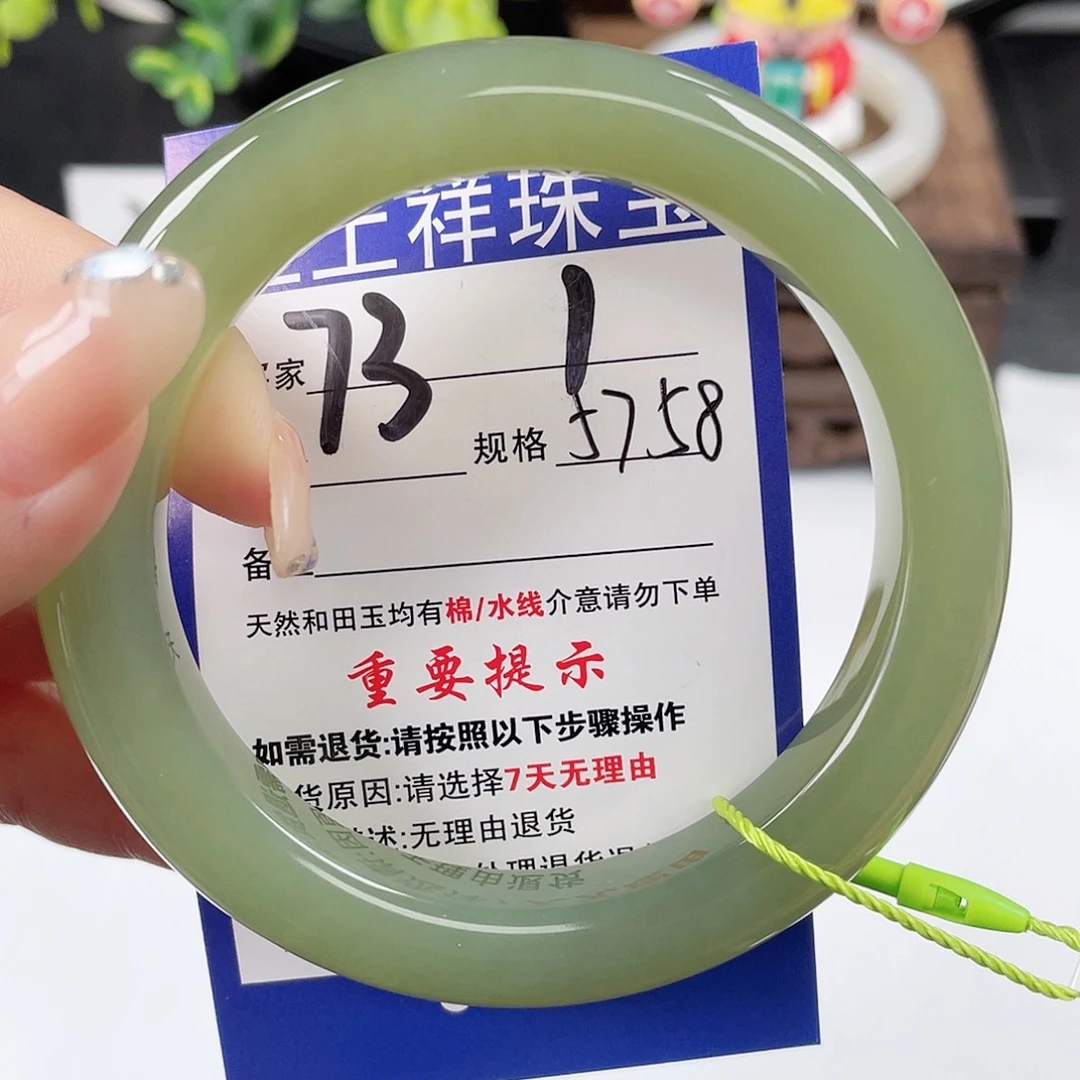 祥珠宝
家 73 1
规格 5758
备
天然和田玉均有棉/水线介意请勿下单
重要提示
如需退货:请按照以下步骤操作
货原因:请选择7天无理由
述:无理由退货